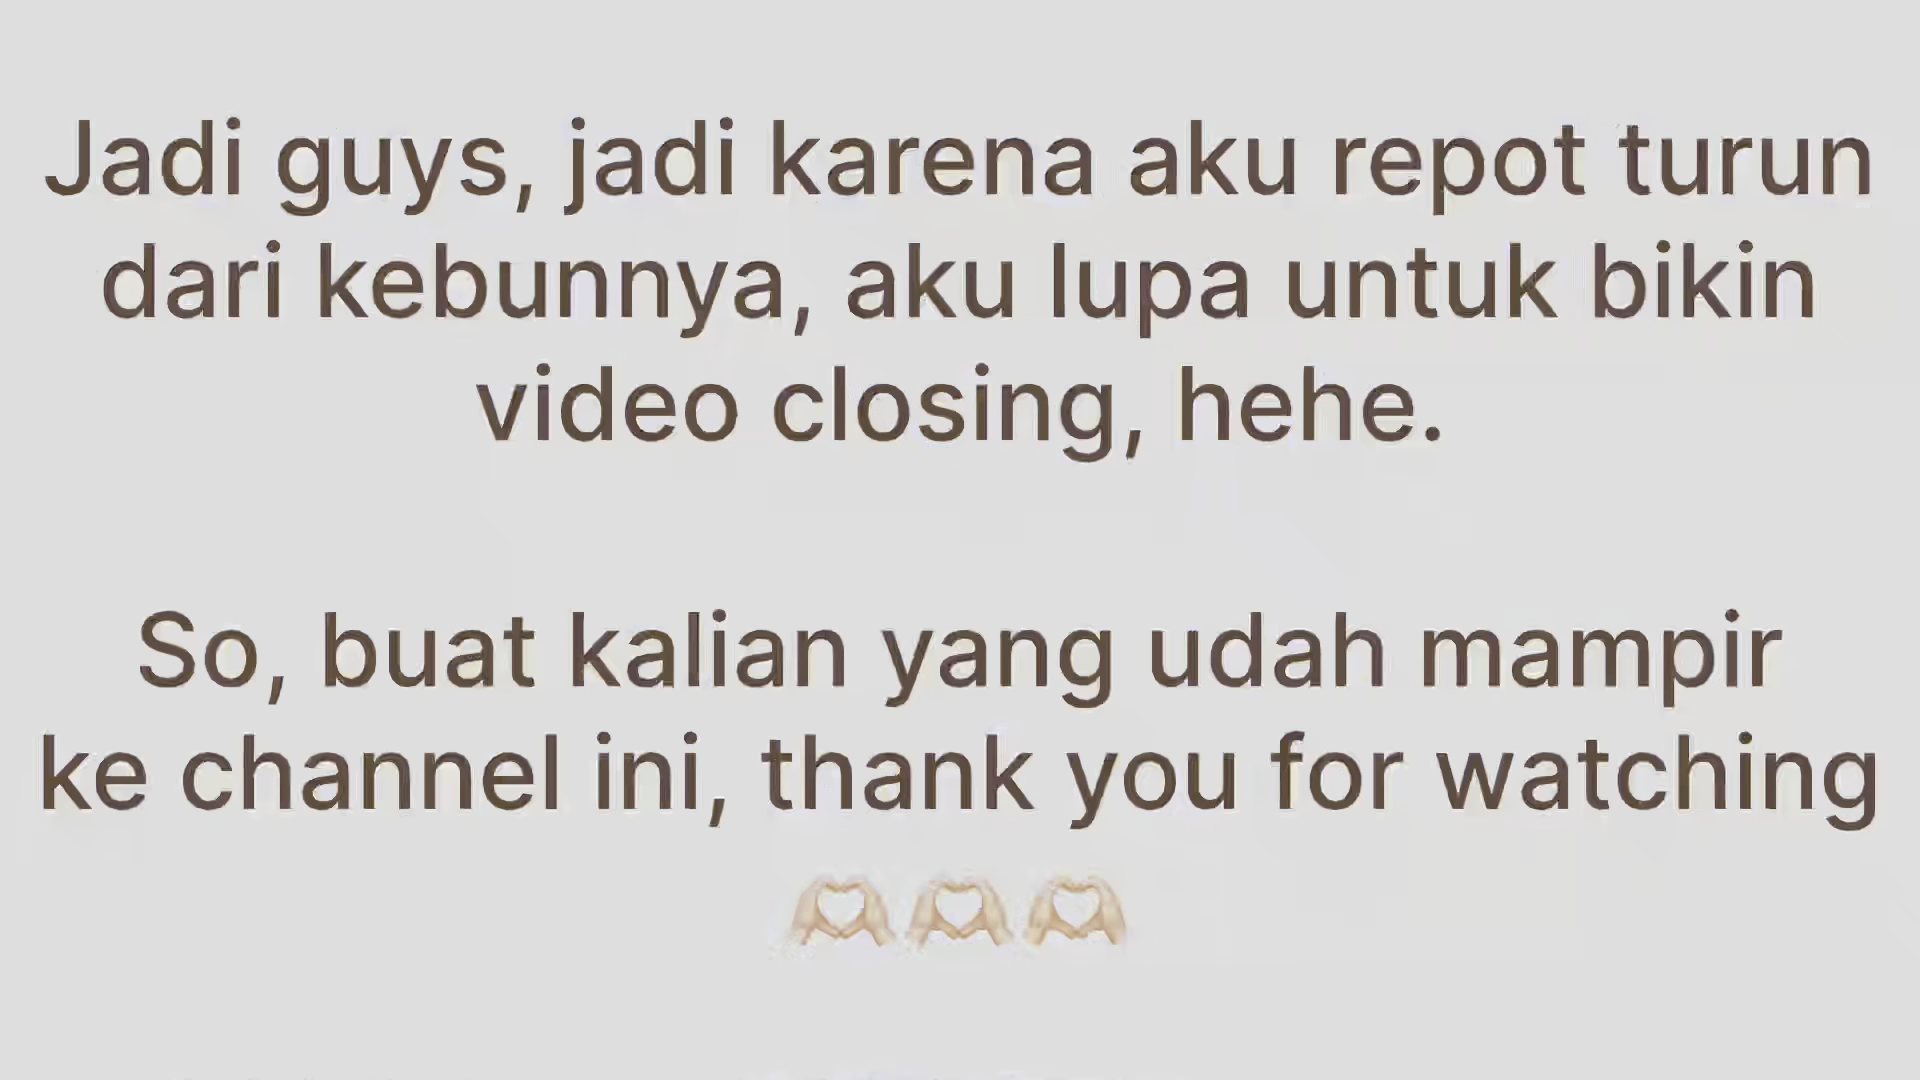 Jadi guys, jadi karena aku repot turun
dari kebunnya, aku lupa untuk bikin
video closing, hehe.
So, buat kalian yang udah mampir
ke channel ini, thank you for watching
🫶🏻🫶🏻🫶🏻